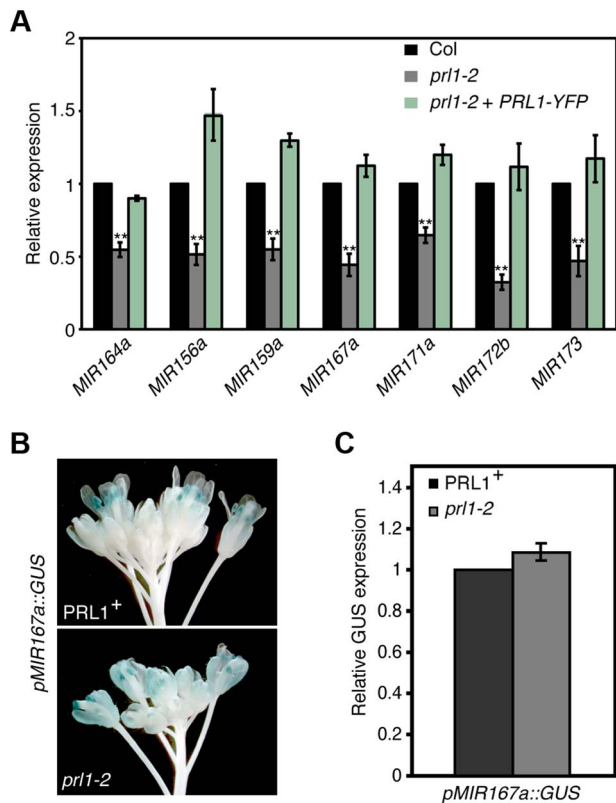 A
2
1.5
1
0.5
0
Relative expression
Col
prl1-2
prl1-2 + PRL1-YFP
**
**
**
**
**
**
**
MIR164a
MIR156a
MIR159a
MIR167a
MIR171a
MIR172b
MIR173
B
pMIR167a::GUS
PRL1+
prl1-2
C
1.4
1.2
1
0.8
0.6
0.4
0.2
0
Relative GUS expression
PRL1+
prl1-2
pMIR167a::GUS